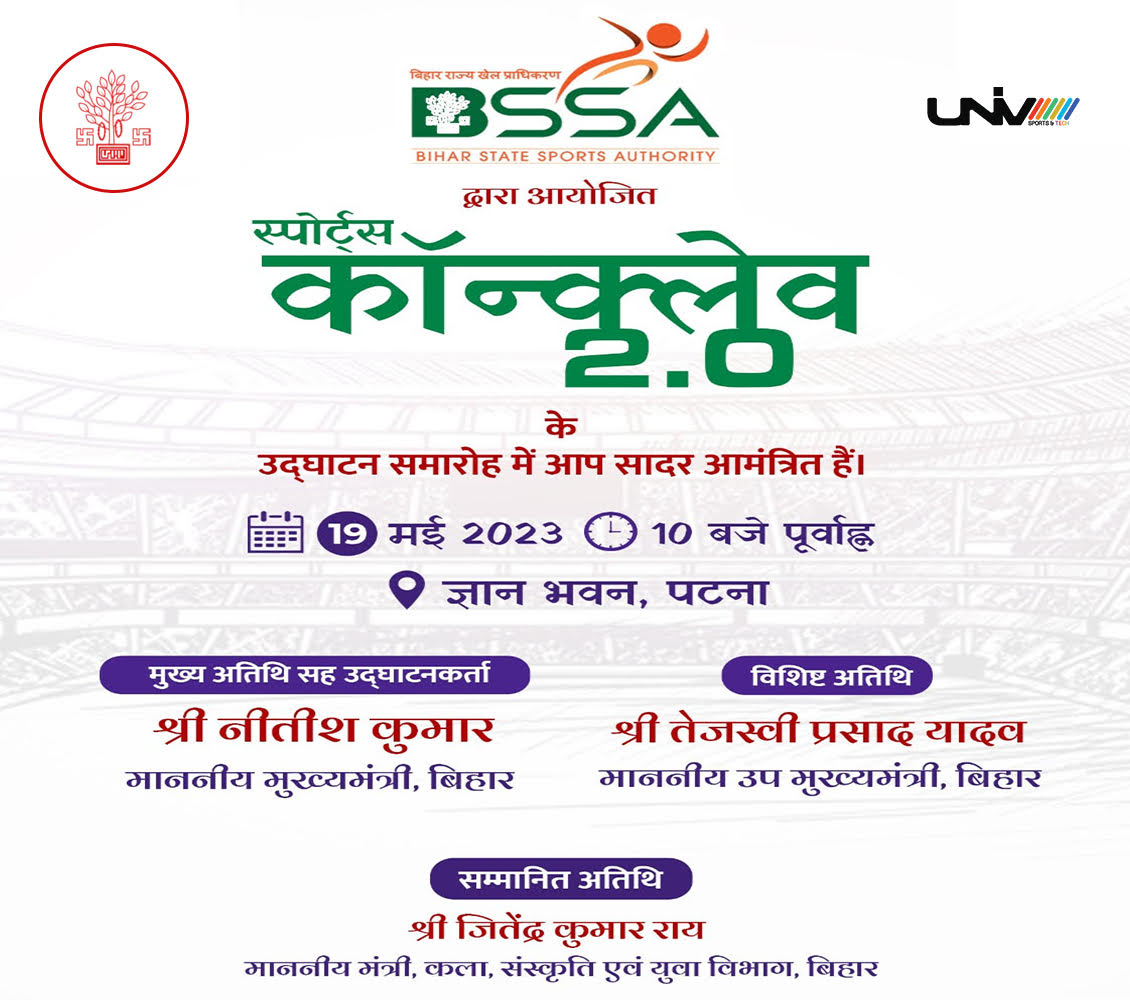 बिहार राज्य खेल प्राधिकरण
BSSA
BIHAR STATE SPORTS AUTHORITY
UNIV
SPORTS & TECH
द्वारा आयोजित
स्पोर्ट्स
कॉन्क्लेव
2.0
के
उद्घाटन समारोह में आप सादर आमंत्रित हैं।
19 मई 2023 10 बजे पूर्वाह्न
ज्ञान भवन, पटना
मुख्य अतिथि सह उद्घाटनकर्ता
श्री नीतीश कुमार
माननीय मुख्यमंत्री, बिहार
विशिष्ट अतिथि
श्री तेजस्वी प्रसाद यादव
माननीय उप मुख्यमंत्री, बिहार
सम्मानित अतिथि
श्री जितेंद्र कुमार राय
माननीय मंत्री, कला, संस्कृति एवं युवा विभाग, बिहार